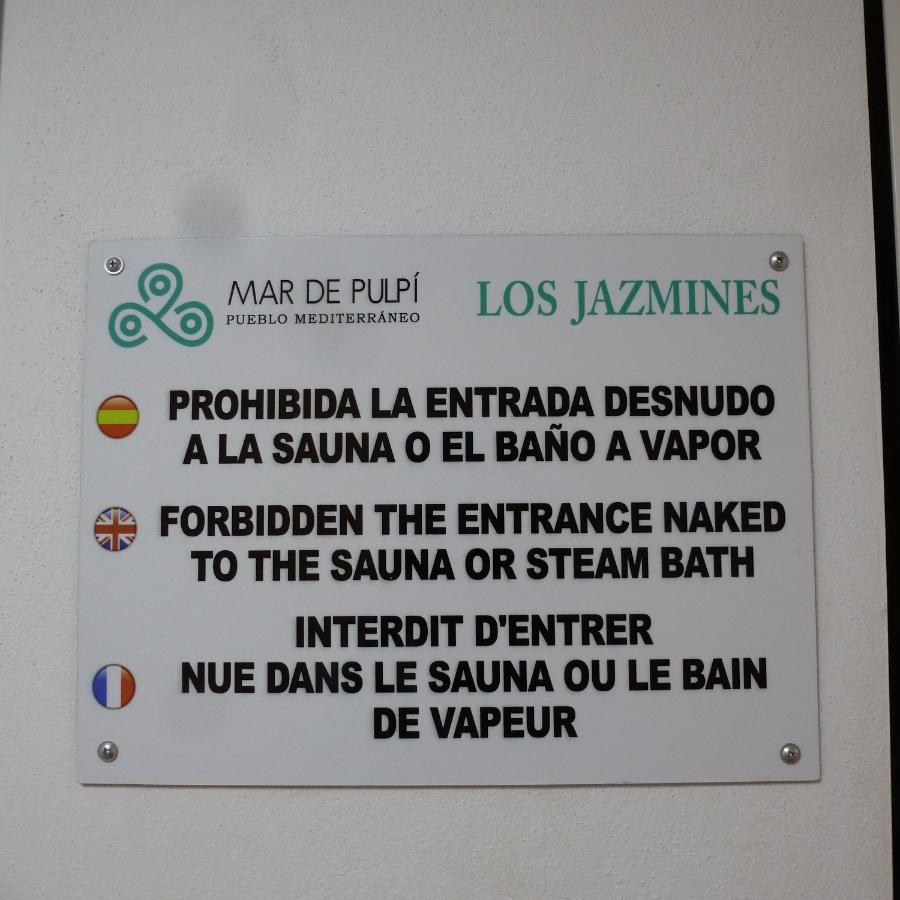 MAR DE PULPÍ
PUEBLO MEDITERRÁNEO
LOS JAZMINES
PROHIBIDA LA ENTRADA DESNUDO
A LA SAUNA O EL BAÑO A VAPOR
FORBIDDEN THE ENTRANCE NAKED
TO THE SAUNA OR STEAM BATH
INTERDIT D'ENTRER
NUE DANS LE SAUNA OU LE BAIN
DE VAPEUR